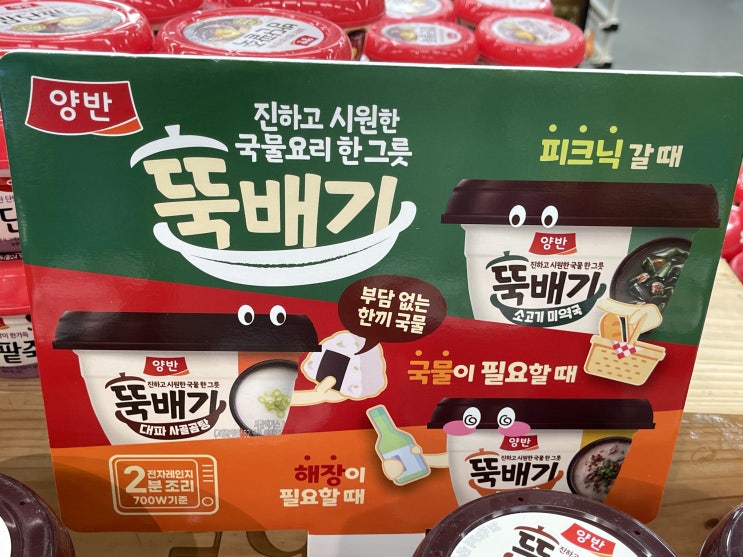 양반
진하고 시원한
국물요리 한 그릇
뚝배기
피크닉 갈 때
양반
진하고 시원한 국물 한 그릇
뚝배기
소고기 미역국
부담 없는
한끼 국물
국물이 필요할 때
양반
진하고 시원한 국물 한 그릇
뚝배기
대파 사골곰탕
2분 조리
전자레인지
700W기준
해장이
필요할 때
양반
진하고 시원한 국물 한 그릇
뚝배기
양반